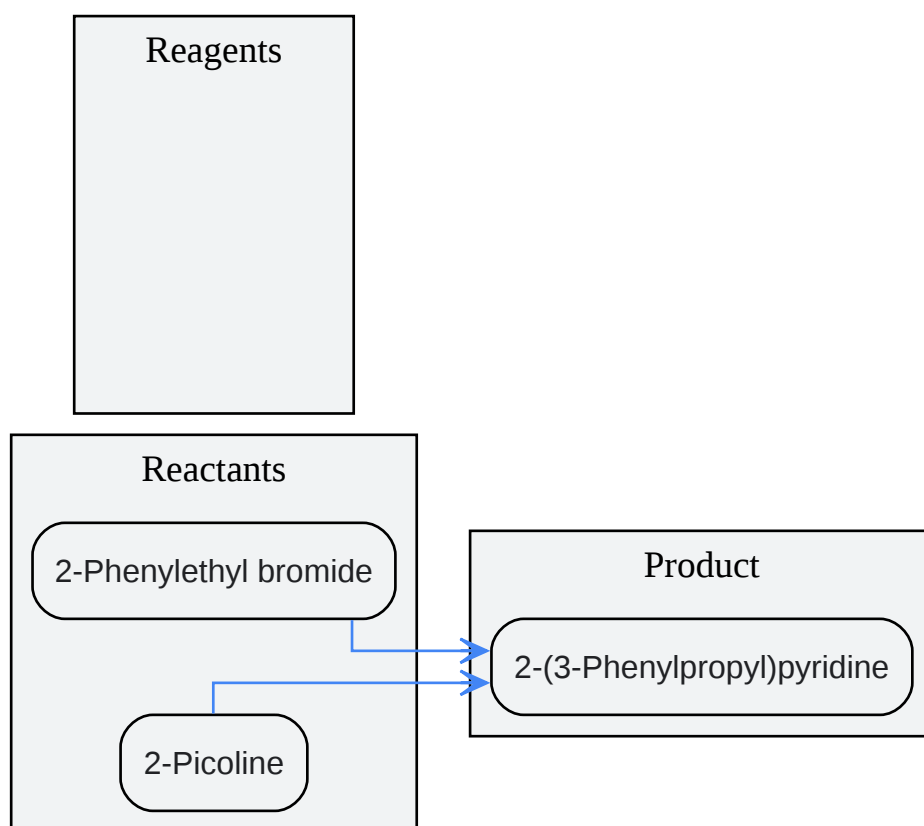 Reagents
Reactants
2-Phenylethyl bromide
2-Picoline
Product
2-(3-Phenylpropyl)pyridine